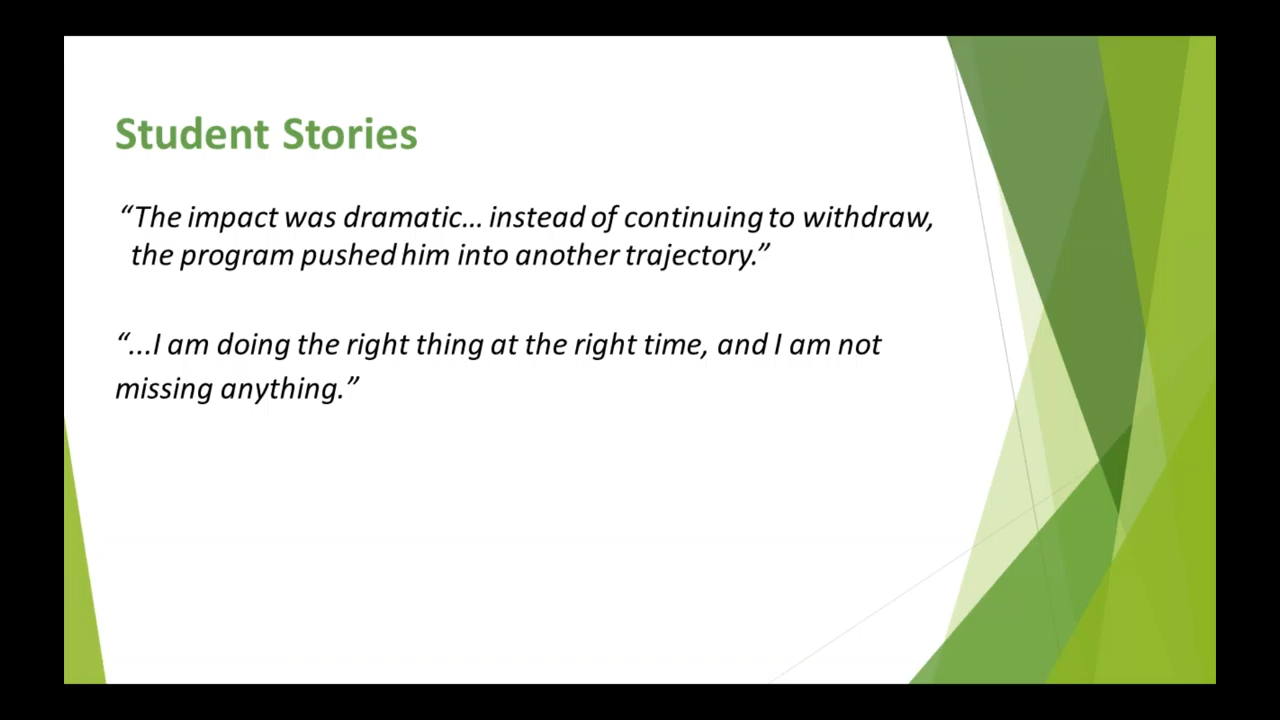 Student Stories
“The impact was dramatic... instead of continuing to withdraw,
the program pushed him into another trajectory.”
“...I am doing the right thing at the right time, and I am not
missing anything.”